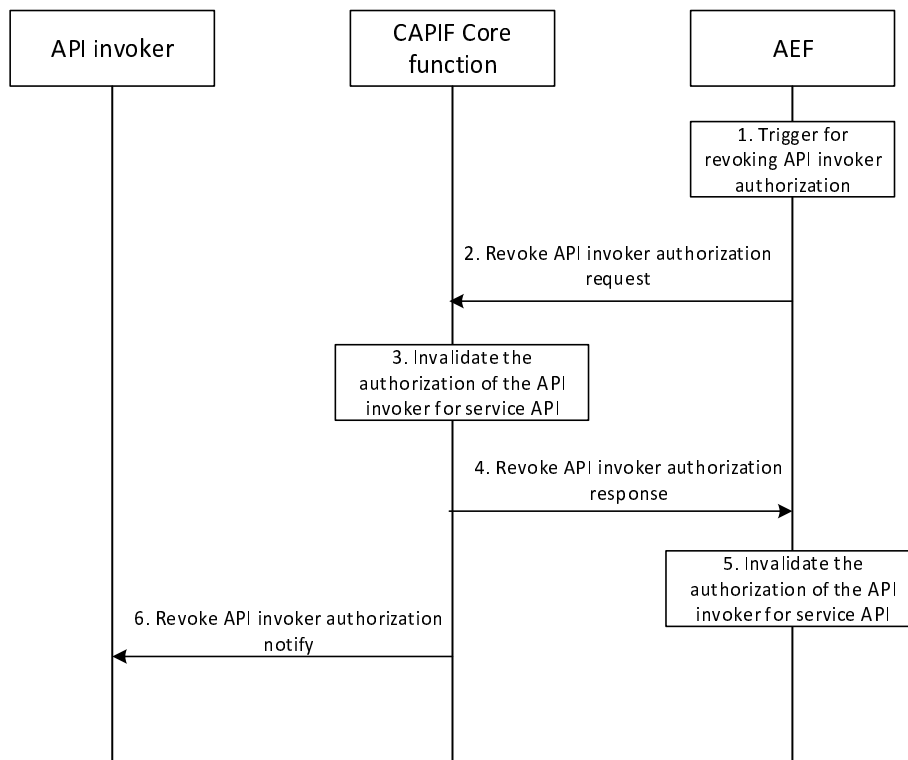 API invoker
CAPIF Core
function
AEF
1. Trigger for
revoking API invoker
authorization
2. Revoke API invoker authorization
request
3. Invalidate the
authorization of the API
invoker for service API
4. Revoke API invoker authorization
response
5. Invalidate the
authorization of the API
invoker for service API
6. Revoke API invoker authorization
notify